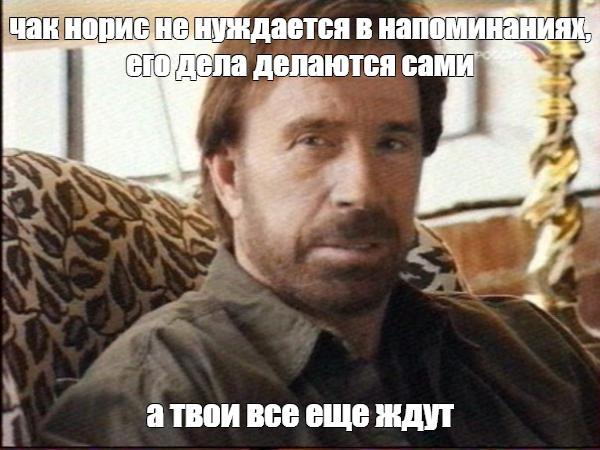 чак норис не нуждается в напоминаниях,
его дела делаются сами
а твои все еще ждут